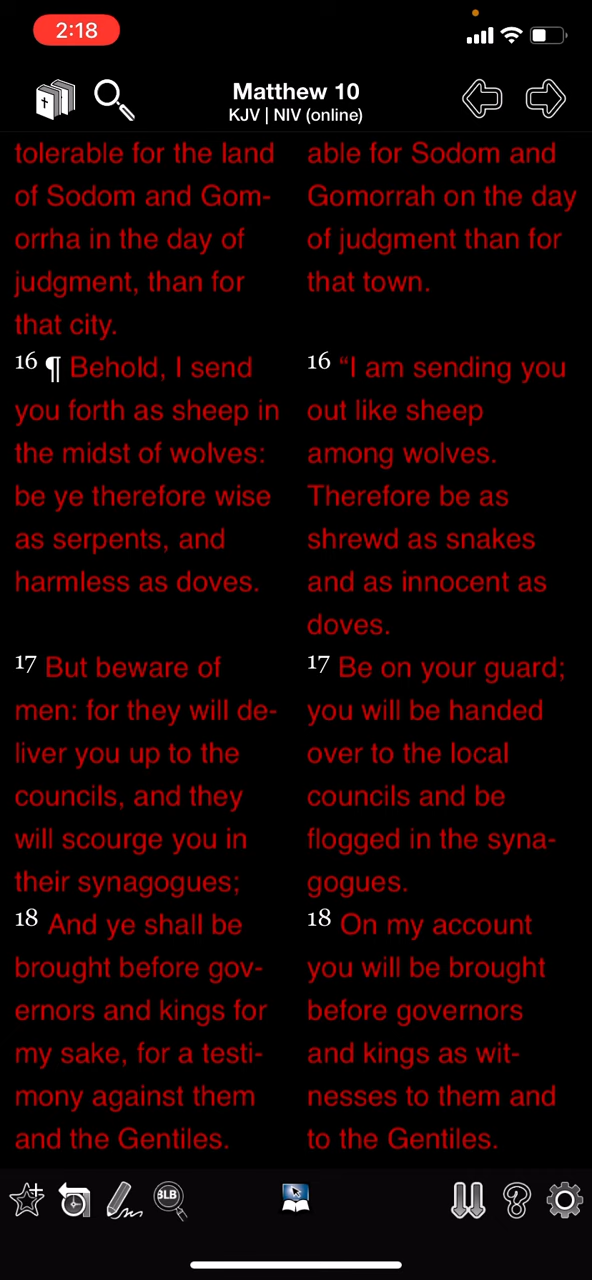 2:18
Matthew 10
KJV | NIV (online)
tolerable for the land
of Sodom and Gom-
orrha in the day of
judgment, than for
that city.
16 ¶ Behold, I send
you forth as sheep in
the midst of wolves:
be ye therefore wise
as serpents, and
harmless as doves.
17 But beware of
men: for they will de-
liver you up to the
councils, and they
will scourge you in
their synagogues;
18 And ye shall be
brought before gov-
ernors and kings for
my sake, for a testi-
mony against them
and the Gentiles.
able for Sodom and
Gomorrah on the day
of judgment than for
that town.
16 “I am sending you
out like sheep
among wolves.
Therefore be as
shrewd as snakes
and as innocent as
doves.
17 Be on your guard;
you will be handed
over to the local
councils and be
flogged in the syna-
gogues.
18 On my account
you will be brought
before governors
and kings as wit-
nesses to them and
to the Gentiles.
BLB